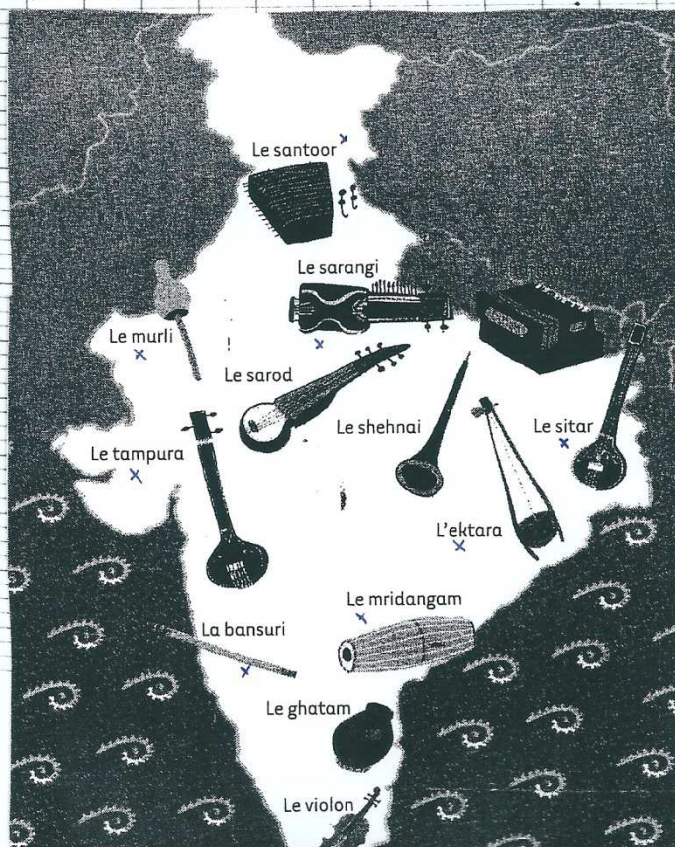 Le santoor
Le sarangi
Le murli
Le sarod
Le shehnai
Le sitar
Le tampura
L'ektara
Le mridangam
La bansuri
Le ghatam
Le violon